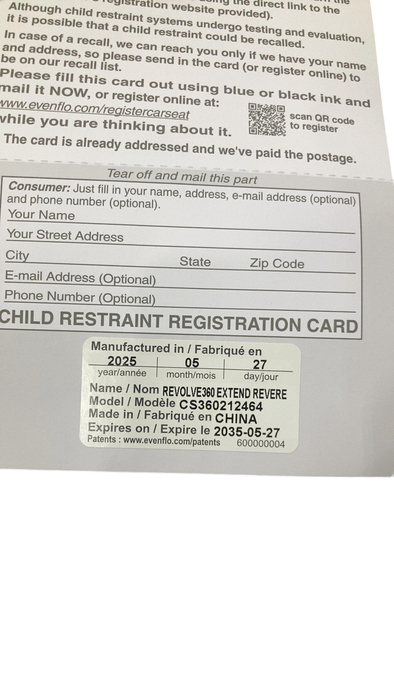 registration website provided).
Although child restraint systems undergo testing and evaluation,
it is possible that a child restraint could be recalled.
In case of a recall, we can reach you only if we have your name
and address, so please send in the card (or register online) to
be on our recall list.
Please fill this card out using blue or black ink and
mail it NOW, or register online at:
www.evenflo.com/registercarseat
while you are thinking about it.
scan QR code
to register
The card is already addressed and we've paid the postage.
Tear off and mail this part
Consumer: Just fill in your name, address, e-mail address (optional)
and phone number (optional).
Your Name
Your Street Address
City State Zip Code
E-mail Address (Optional)
Phone Number (Optional)
CHILD RESTRAINT REGISTRATION CARD
Manufactured in / Fabriqué en
2025 05 27
year/année month/mois day/jour
Name / Nom REVOLVE360 EXTEND REVERE
Model / Modèle CS360212464
Made in / Fabriqué en CHINA
Expires on / Expire le 2035-05-27
Patents : www.evenflo.com/patents 600000004